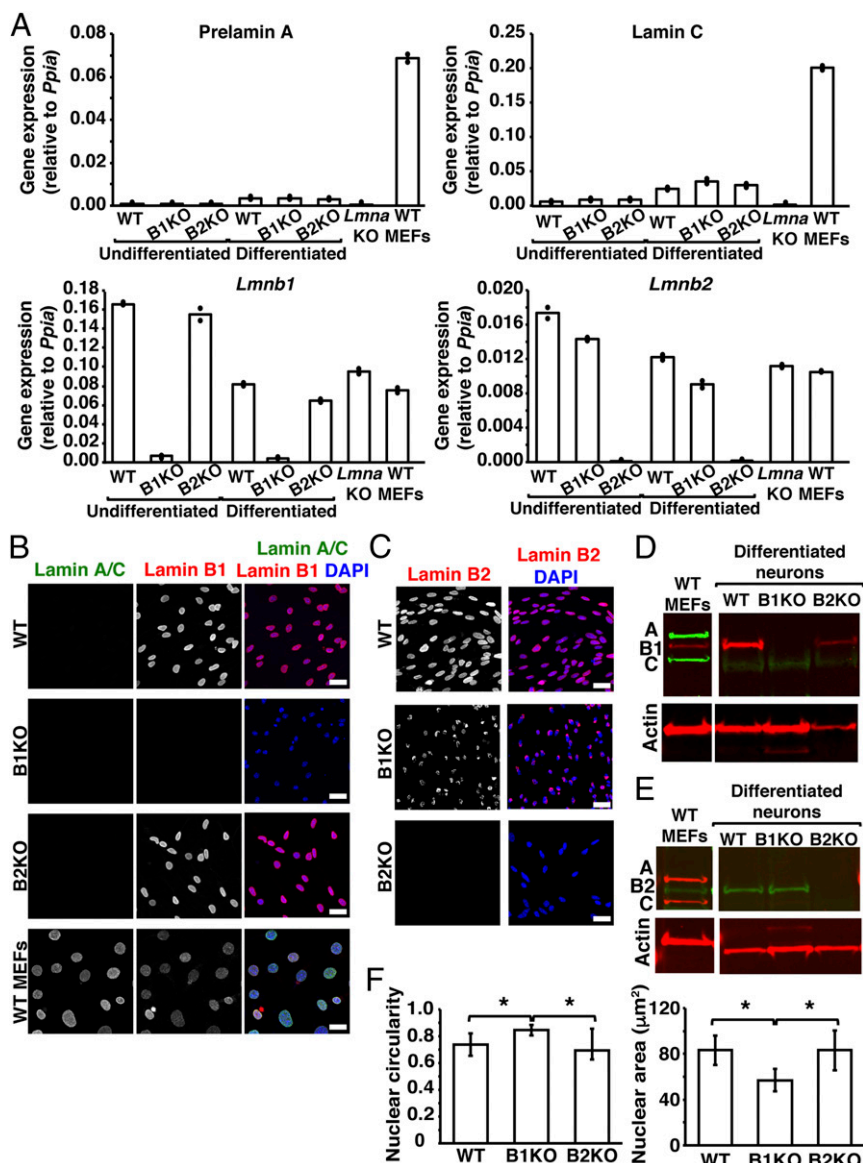 A
Prelamin A
Gene expression
(relative to Ppia)
0.08
0.06
0.04
0.02
0.00
WT
B1KO
B2KO
WT
B1KO
B2KO
Lmna
KO
WT
MEFs
Undifferentiated
Differentiated
Lamin C
Gene expression
(relative to Ppia)
0.20
0.15
0.10
0.05
0.00
WT
B1KO
B2KO
WT
B1KO
B2KO
Lmna
KO
WT
MEFs
Undifferentiated
Differentiated
Lmnb1
Gene expression
(relative to Ppia)
0.18
0.16
0.14
0.12
0.10
0.08
0.06
0.04
0.02
0.00
WT
B1KO
B2KO
WT
B1KO
B2KO
Lmna
KO
WT
MEFs
Undifferentiated
Differentiated
Lmnb2
Gene expression
(relative to Ppia)
0.020
0.016
0.012
0.008
0.004
0.000
WT
B1KO
B2KO
WT
B1KO
B2KO
Lmna
KO
WT
MEFs
Undifferentiated
Differentiated
B
Lamin A/C
Lamin B1
Lamin A/C
Lamin B1 DAPI
WT
B1KO
B2KO
WT MEFs
C
Lamin B2
Lamin B2
DAPI
WT
B1KO
B2KO
D
WT
MEFs
Differentiated
neurons
WT B1KO B2KO
A
B1
C
Actin
E
WT
MEFs
Differentiated
neurons
WT B1KO B2KO
A
B2
C
Actin
F
Nuclear circularity
1.0
0.8
0.6
0.4
0.2
0
* *
WT B1KO B2KO
Nuclear area (µm²)
120
80
40
0
* *
WT B1KO B2KO